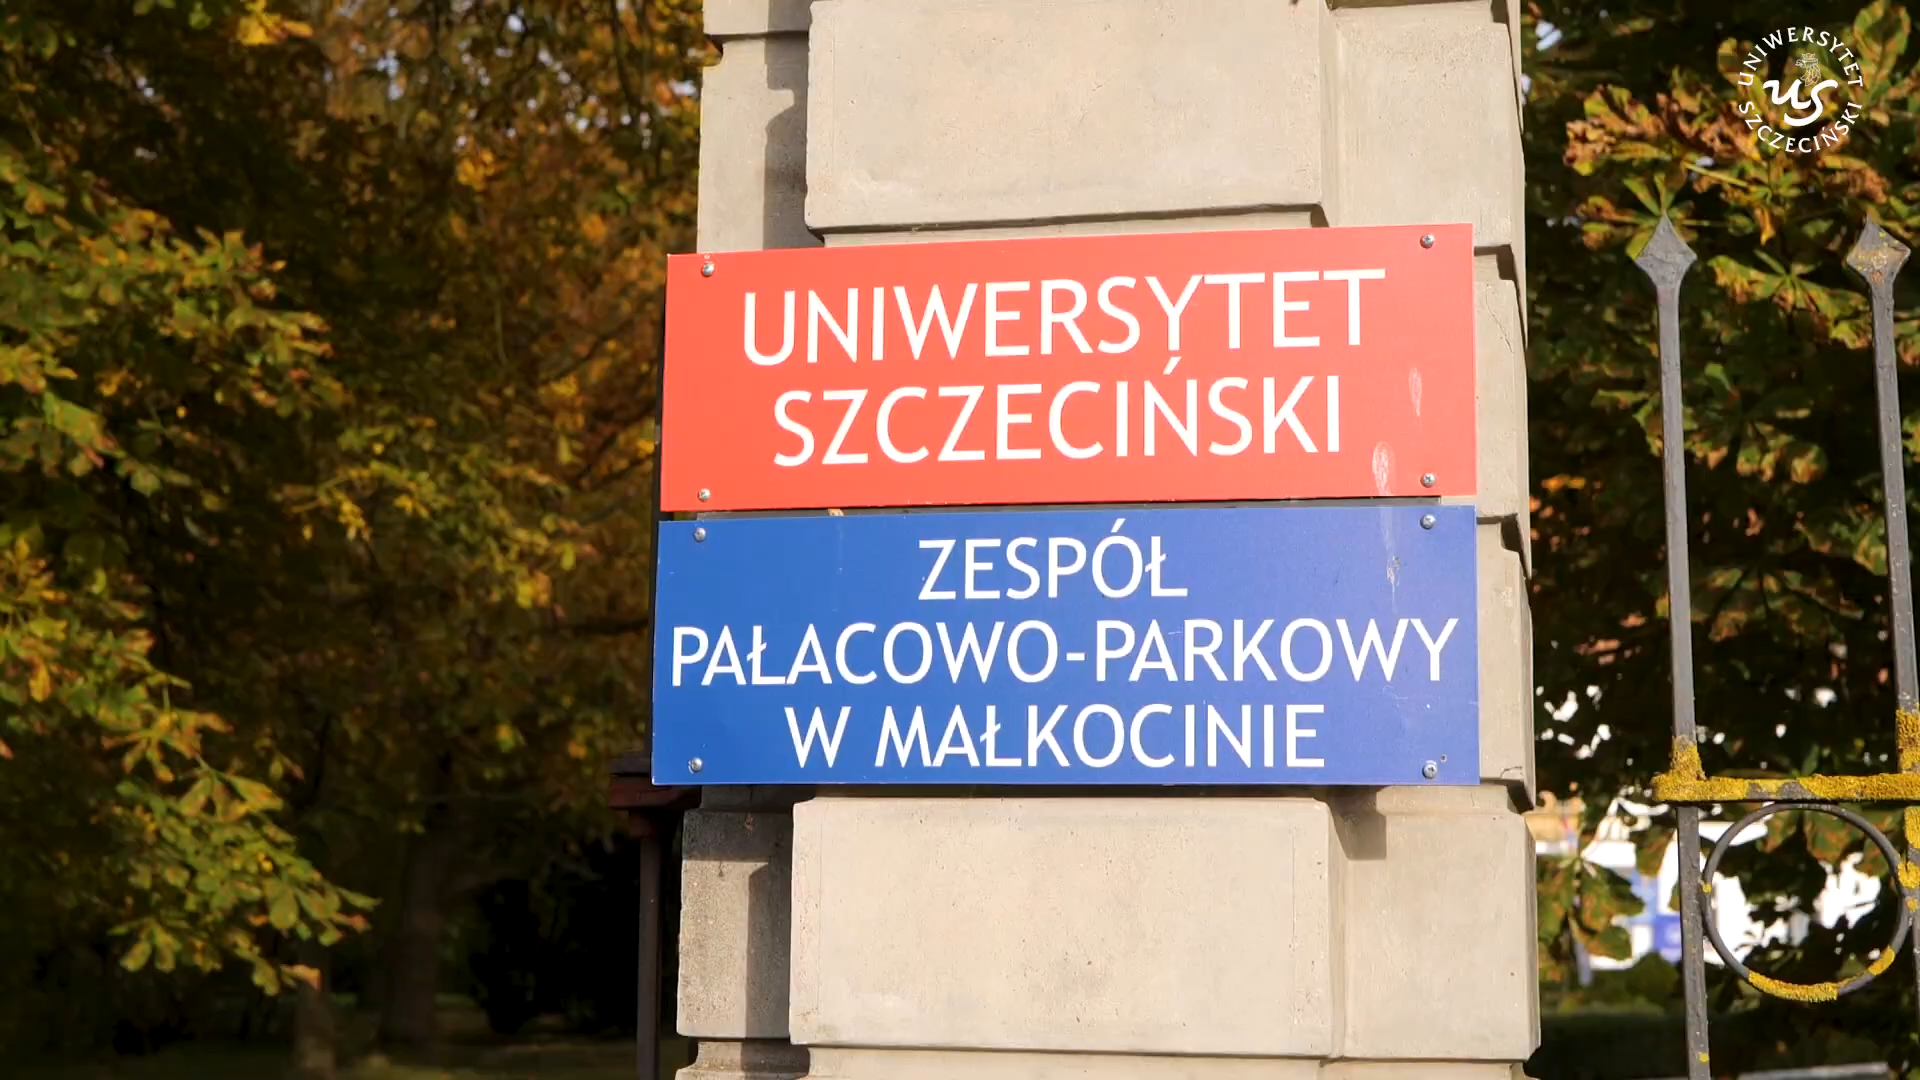 UNIWERSYTET
SZCZECIŃSKI
US
UNIWERSYTET
SZCZECIŃSKI
ZESPÓŁ
PAŁACOWO-PARKOWY
W MAŁKOCINIE